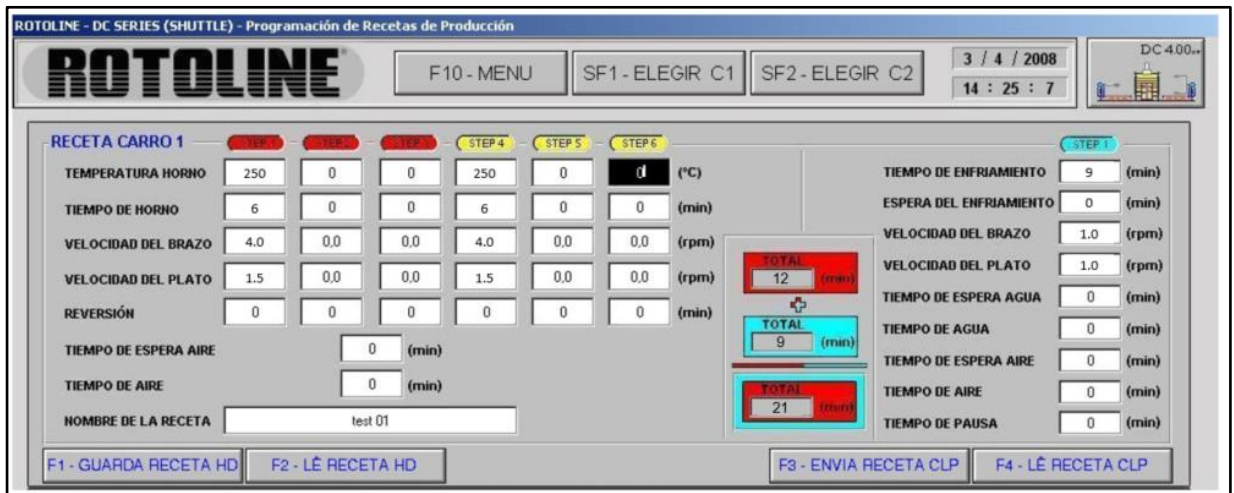 ROTOLINE - DC SERIES (SHUTTLE) - Programación de Recetas de Producción
ROTOLINE F10 - MENU SF1 - ELEGIR C1 SF2 - ELEGIR C2 3 / 4 / 2008 DC 4.00
14 : 25 : 7
RECETA CARRO 1 STEP 4 STEP 5 STEP 6 STEP 1
TEMPERATURA HORNO 250 0 0 250 0 0 (°C) TIEMPO DE ENFRIAMIENTO 9 (min)
TIEMPO DE HORNO 6 0 0 6 0 0 (min) ESPERA DEL ENFRIAMIENTO 0 (min)
VELOCIDAD DEL BRAZO 4.0 0,0 0,0 4.0 0,0 0,0 (rpm) VELOCIDAD DEL BRAZO 1.0 (rpm)
VELOCIDAD DEL PLATO 1.5 0,0 0,0 1.5 0,0 0,0 (rpm) TOTAL 12 (min) VELOCIDAD DEL PLATO 1.0 (rpm)
REVERSIÓN 0 0 0 0 0 0 (min) TIEMPO DE ESPERA AGUA 0 (min)
TIEMPO DE ESPERA AIRE 0 (min) TOTAL 9 (min) TIEMPO DE AGUA 0 (min)
TIEMPO DE ESPERA AIRE 0 (min)
TIEMPO DE AIRE 0 (min) TOTAL 21 (min) TIEMPO DE AIRE 0 (min)
NOMBRE DE LA RECETA test 01 TIEMPO DE PAUSA 0 (min)
F1 - GUARDA RECETA HD F2 - LÊ RECETA HD F3 - ENVIA RECETA CLP F4 - LÊ RECETA CLP